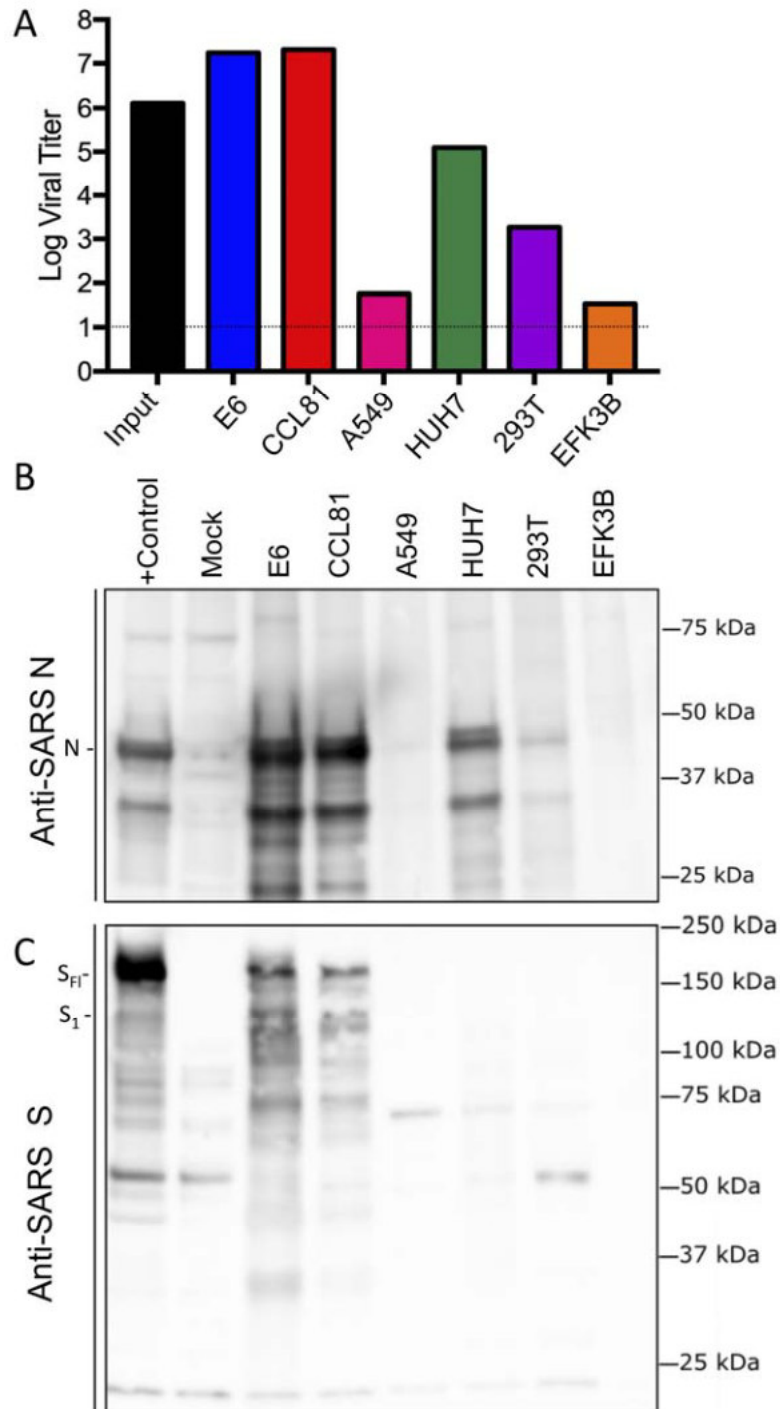 A
Log Viral Titer
8
7
6
5
4
3
2
1
0
Input
E6
CCL81
A549
HUH7
293T
EFK3B
B
+Control
Mock
E6
CCL81
A549
HUH7
293T
EFK3B
Anti-SARS N
N -
75 kDa
50 kDa
37 kDa
25 kDa
C
Anti-SARS S
SFl-
S1 -
250 kDa
150 kDa
100 kDa
75 kDa
50 kDa
37 kDa
25 kDa